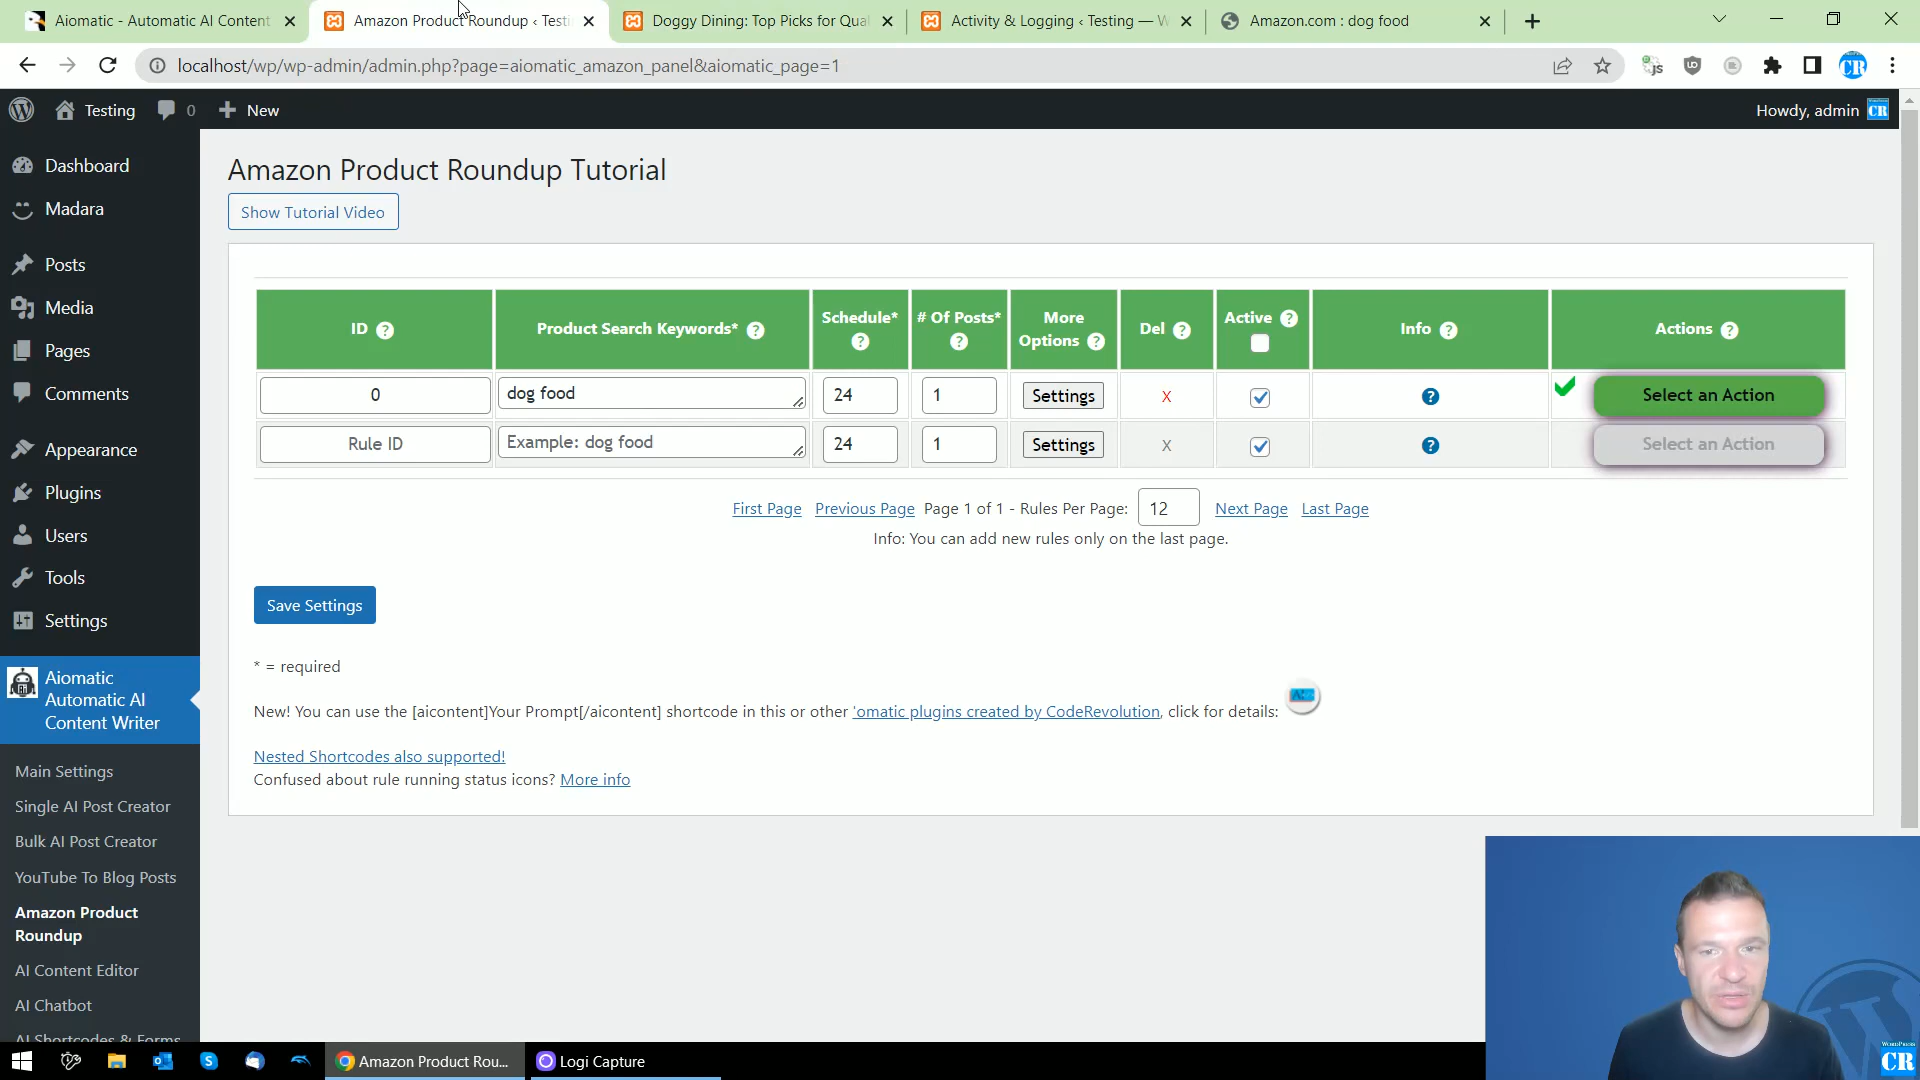 Aiomatic - Automatic AI Content
Amazon Product Roundup ‹ Testi
Doggy Dining: Top Picks for Qual
Activity & Logging ‹ Testing — W
Amazon.com : dog food
localhost/wp/wp-admin/admin.php?page=aiomatic_amazon_panel&aiomatic_page=1
Testing
0
New
Howdy, admin
CR
Dashboard
Madara
Posts
Media
Pages
Comments
Appearance
Plugins
Users
Tools
Settings
Aiomatic
Automatic AI
Content Writer
Main Settings
Single AI Post Creator
Bulk AI Post Creator
YouTube To Blog Posts
Amazon Product
Roundup
AI Content Editor
AI Chatbot
AI Shortcodes & Forms
Amazon Product Roundup Tutorial
Show Tutorial Video
ID ?
Product Search Keywords* ?
Schedule* ?
# Of Posts* ?
More Options ?
Del ?
Active ?
Info ?
Actions ?
0
dog food
24
1
Settings
X
?
Select an Action
Rule ID
Example: dog food
24
1
Settings
X
?
Select an Action
First Page Previous Page Page 1 of 1 - Rules Per Page: 12 Next Page Last Page
Info: You can add new rules only on the last page.
Save Settings
* = required
New! You can use the [aicontent]Your Prompt[/aicontent] shortcode in this or other 'omatic plugins created by CodeRevolution, click for details:
Nested Shortcodes also supported!
Confused about rule running status icons? More info
Amazon Product Rou...
Logi Capture
WORDPRESS
CR